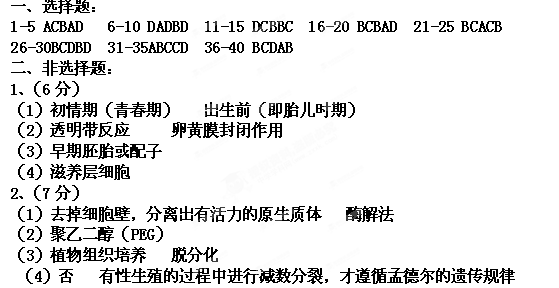 一、选择题：
1-5 ACBAD  6-10 DADBD  11-15 DCBBC  16-20 BCBAD  21-25 BCACB
26-30BCDBD  31-35ABCCD  36-40 BCDAB
二、非选择题：
1、（6 分）
（1）初情期（青春期）  出生前（即胎儿时期）
（2）透明带反应  卵黄膜封闭作用
（3）早期胚胎或配子
（4）滋养层细胞
2、（7 分）
（1）去掉细胞壁，分离出有活力的原生质体  酶解法
（2）聚乙二醇（PEG）
（3）植物组织培养  脱分化
（4）否  有性生殖的过程中进行减数分裂，才遵循孟德尔的遗传规律